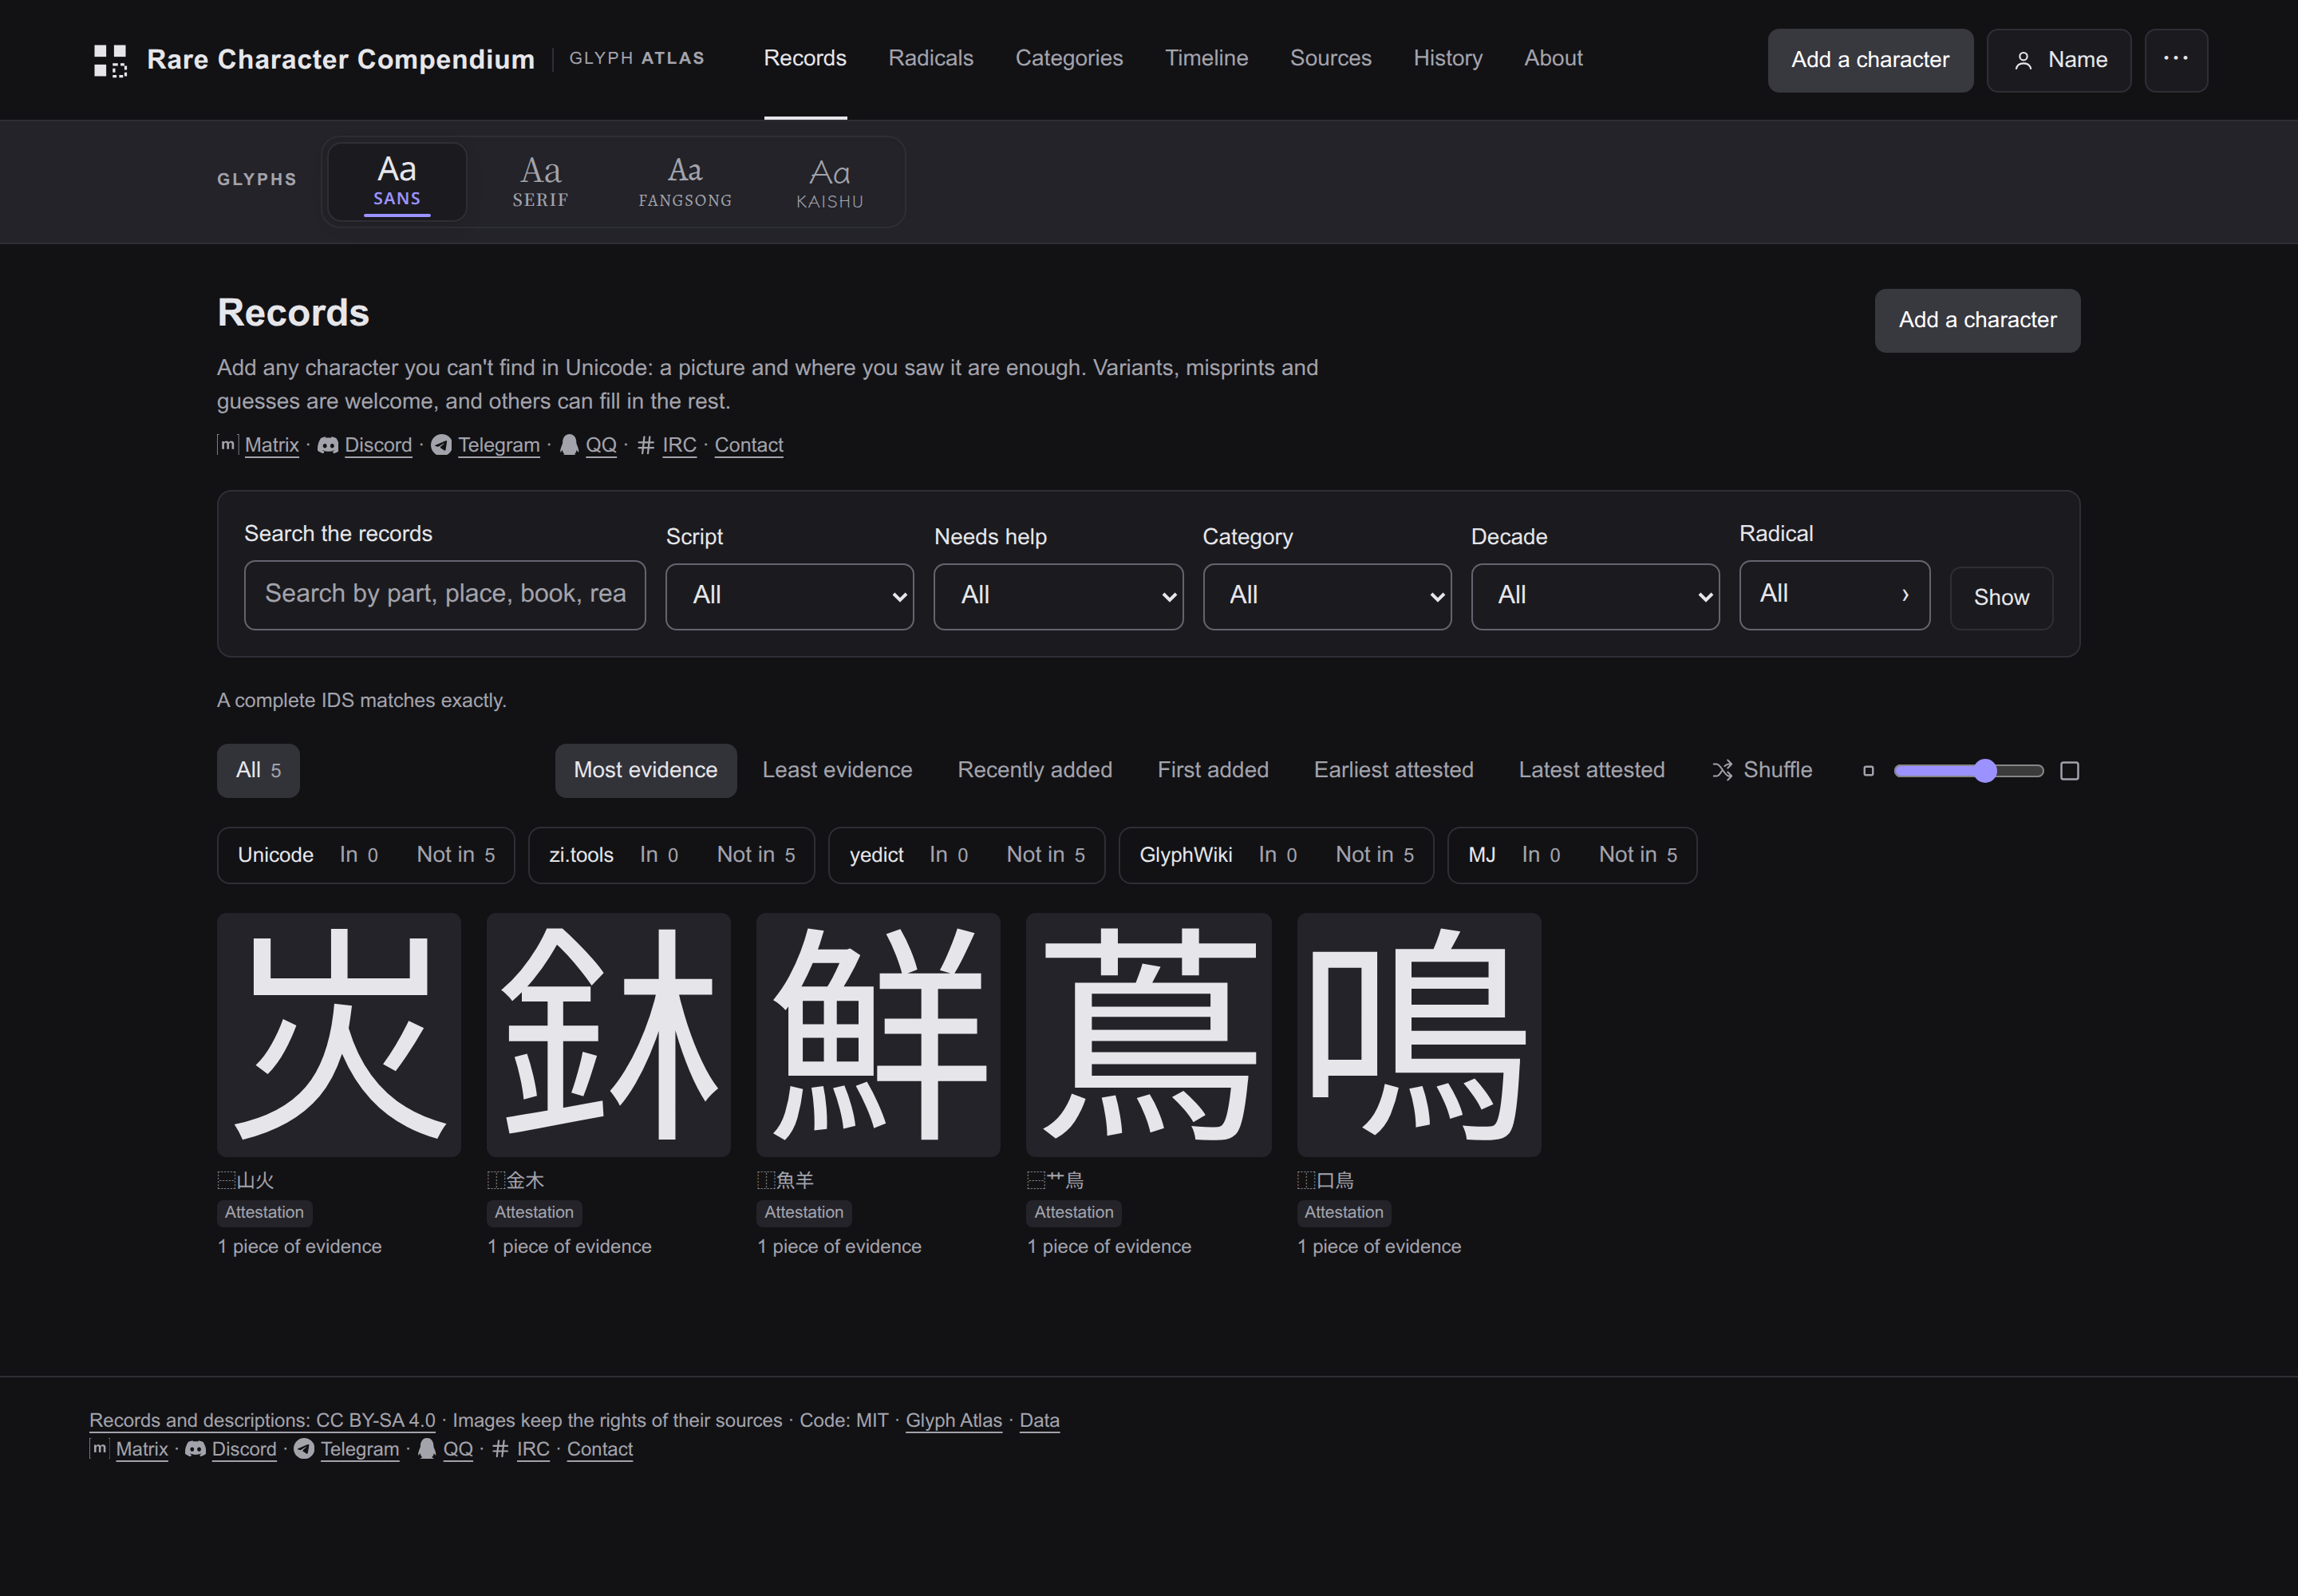 Rare Character Compendium GLYPH ATLAS Records Radicals Categories Timeline Sources History About Add a character Name ···
GLYPHS
Aa Aa Aa Aa
SANS SERIF FANGSONG KAISHU
Records
Add a character
Add any character you can't find in Unicode: a picture and where you saw it are enough. Variants, misprints and
guesses are welcome, and others can fill in the rest.
[m] Matrix · Discord · Telegram · QQ · # IRC · Contact
Search the records Script Needs help Category Decade Radical
Search by part, place, book, rea All All All All All › Show
A complete IDS matches exactly.
All 5 Most evidence Least evidence Recently added First added Earliest attested Latest attested Shuffle
Unicode In 0 Not in 5 zi.tools In 0 Not in 5 yedict In 0 Not in 5 GlyphWiki In 0 Not in 5 MJ In 0 Not in 5
⿱山火 ⿰金木 ⿰魚羊 ⿱艹鳥 ⿰口鳥
⿱山火 ⿰金木 ⿰魚羊 ⿱艹鳥 ⿰口鳥
Attestation Attestation Attestation Attestation Attestation
1 piece of evidence 1 piece of evidence 1 piece of evidence 1 piece of evidence 1 piece of evidence
Records and descriptions: CC BY-SA 4.0 · Images keep the rights of their sources · Code: MIT · Glyph Atlas · Data
[m] Matrix · Discord · Telegram · QQ · # IRC · Contact